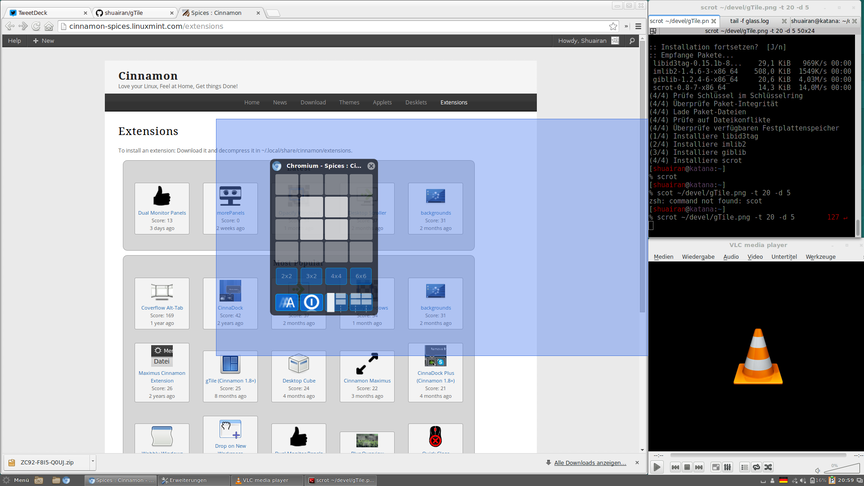 TweetDeck
shuairan/gTile
Spices : Cinnamon
cinnamon-spices.linuxmint.com/extensions
Help
New
Howdy, Shuairan
Cinnamon
Love your Linux, Feel at Home, Get things Done!
Home
News
Download
Themes
Applets
Desklets
Extensions
Extensions
To install an extension: Download it and decompress it in ~/.local/share/cinnamon/extensions.
Chromium - Spices : Ci...
Dual Monitor Panels
Score: 13
3 days ago
2 weeks ago
backgrounds
Score: 31
2 months ago
2x2
3x2
4x4
6x6
Coverflow Alt-Tab
Score: 169
1 year ago
CinnaDock
Score: 42
2 years ago
2 months ago
1 month ago
backgrounds
Score: 31
2 months ago
Datei
Maximus Cinnamon
Extension
Score: 26
2 years ago
gTile (Cinnamon 1.8+)
Score: 25
8 months ago
Desktop Cube
Score: 24
4 months ago
Cinnamon Maximus
Score: 22
3 months ago
CinnaDock Plus
(Cinnamon 1.8+)
Score: 21
4 months ago
Drop on New
ZC92-F8I5-Q0UJ.zip
Alle Downloads anzeigen...
scrot ~/devel/gTile.png -t 20 -d 5
scrot ~/devel/gTile.pn
tail -f glass.log
shuairan@katana: ~/
scrot ~/devel/gTile.png -t 20 -d 5 50x24
:: Installation fortsetzen? [J/n]
:: Empfange Pakete...
libid3tag-0.15.1b-8... 29,1 KiB 969K/s 00:00
imlib2-1.4.6-3-x86_64 508,0 KiB 1549K/s 00:00
giblib-1.2.4-6-x86_64 20,6 KiB 4,03M/s 00:00
scrot-0.8-7-x86_64 14,3 KiB 14,0M/s 00:00
(4/4) Prüfe Schlüssel im Schlüsselring
(4/4) Überprüfe Paket-Integrität
(4/4) Lade Paket-Dateien
(4/4) Prüfe auf Dateikonflikte
(4/4) Überprüfe verfügbaren Festplattenspeicher
(1/4) Installiere libid3tag
(2/4) Installiere imlib2
(3/4) Installiere giblib
(4/4) Installiere scrot
[shuairan@katana:~]
% scrot
[shuairan@katana:~]
% scot ~/devel/gTile.png -t 20 -d 5
zsh: command not found: scot
[shuairan@katana:~]
% scrot ~/devel/gTile.png -t 20 -d 5 127 ↵
VLC media player
Medien
Wiedergabe
Audio
Video
Untertitel
Werkzeuge
0%
Menü
Spices : Cinnamon - C...
Erweiterungen
VLC media player
scrot ~/devel/gTile.p...
20:59